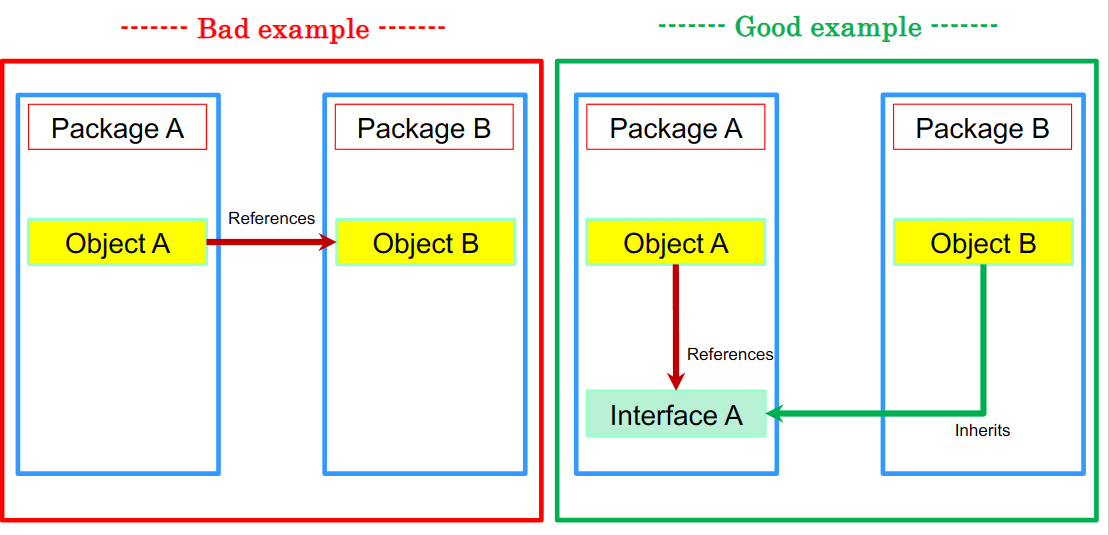 ------- Bad example -------
Package A
Package B
References
Object A
Object B
------- Good example -------
Package A
Package B
Object A
Object B
References
Interface A
Inherits